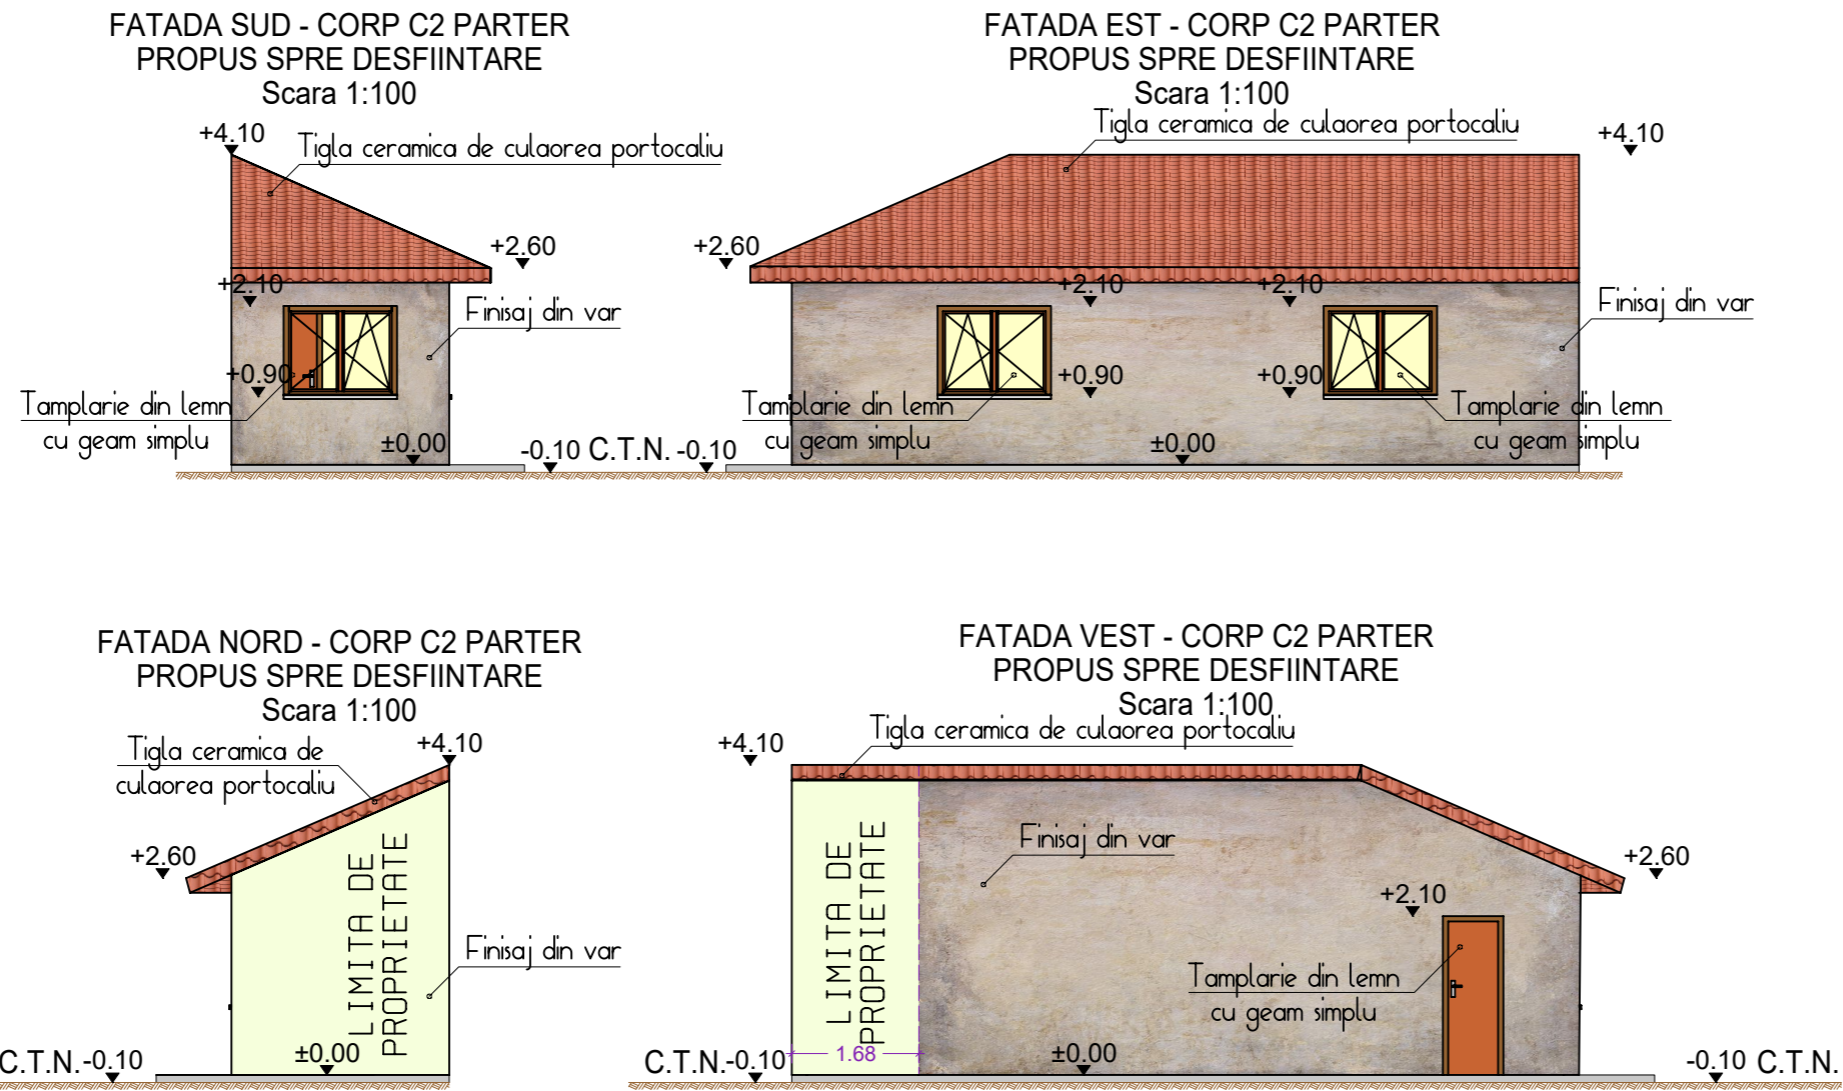 FATADA SUD - CORP C2 PARTER
PROPUS SPRE DESFIINTARE
Scara 1:100
+4.10
Tigla ceramica de culaorea portocaliu
+2.60
+2.10
Finisaj din var
+0.90
Tamplarie din lemn
cu geam simplu
±0.00
-0.10 C.T.N. -0.10
FATADA EST - CORP C2 PARTER
PROPUS SPRE DESFIINTARE
Scara 1:100
Tigla ceramica de culaorea portocaliu
+4.10
+2.60
+2.10
+2.10
Finisaj din var
+0.90
+0.90
Tamplarie din lemn
cu geam simplu
Tamplarie din lemn
cu geam simplu
±0.00
FATADA NORD - CORP C2 PARTER
PROPUS SPRE DESFIINTARE
Scara 1:100
Tigla ceramica de
culaorea portocaliu
+4.10
+2.60
LIMITA DE
PROPRIETATE
Finisaj din var
±0.00
C.T.N.-0.10
FATADA VEST - CORP C2 PARTER
PROPUS SPRE DESFIINTARE
Scara 1:100
Tigla ceramica de culaorea portocaliu
+4.10
LIMITA DE
PROPRIETATE
Finisaj din var
+2.60
+2.10
Tamplarie din lemn
cu geam simplu
C.T.N.-0.10
1.68
±0.00
-0.10 C.T.N.